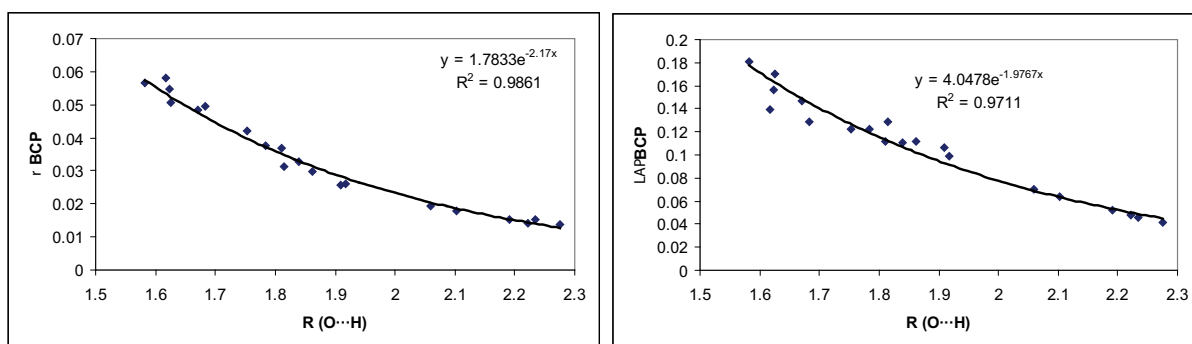 0.07
0.06
0.05
0.04
0.03
0.02
0.01
0
r BCP
y = 1.7833e^-2.17x
R² = 0.9861
1.5 1.6 1.7 1.8 1.9 2 2.1 2.2 2.3
R (O···H)
0.2
0.18
0.16
0.14
0.12
0.1
0.08
0.06
0.04
0.02
0
LAPBCP
y = 4.0478e^-1.9767x
R² = 0.9711
1.5 1.6 1.7 1.8 1.9 2 2.1 2.2 2.3
R (O···H)